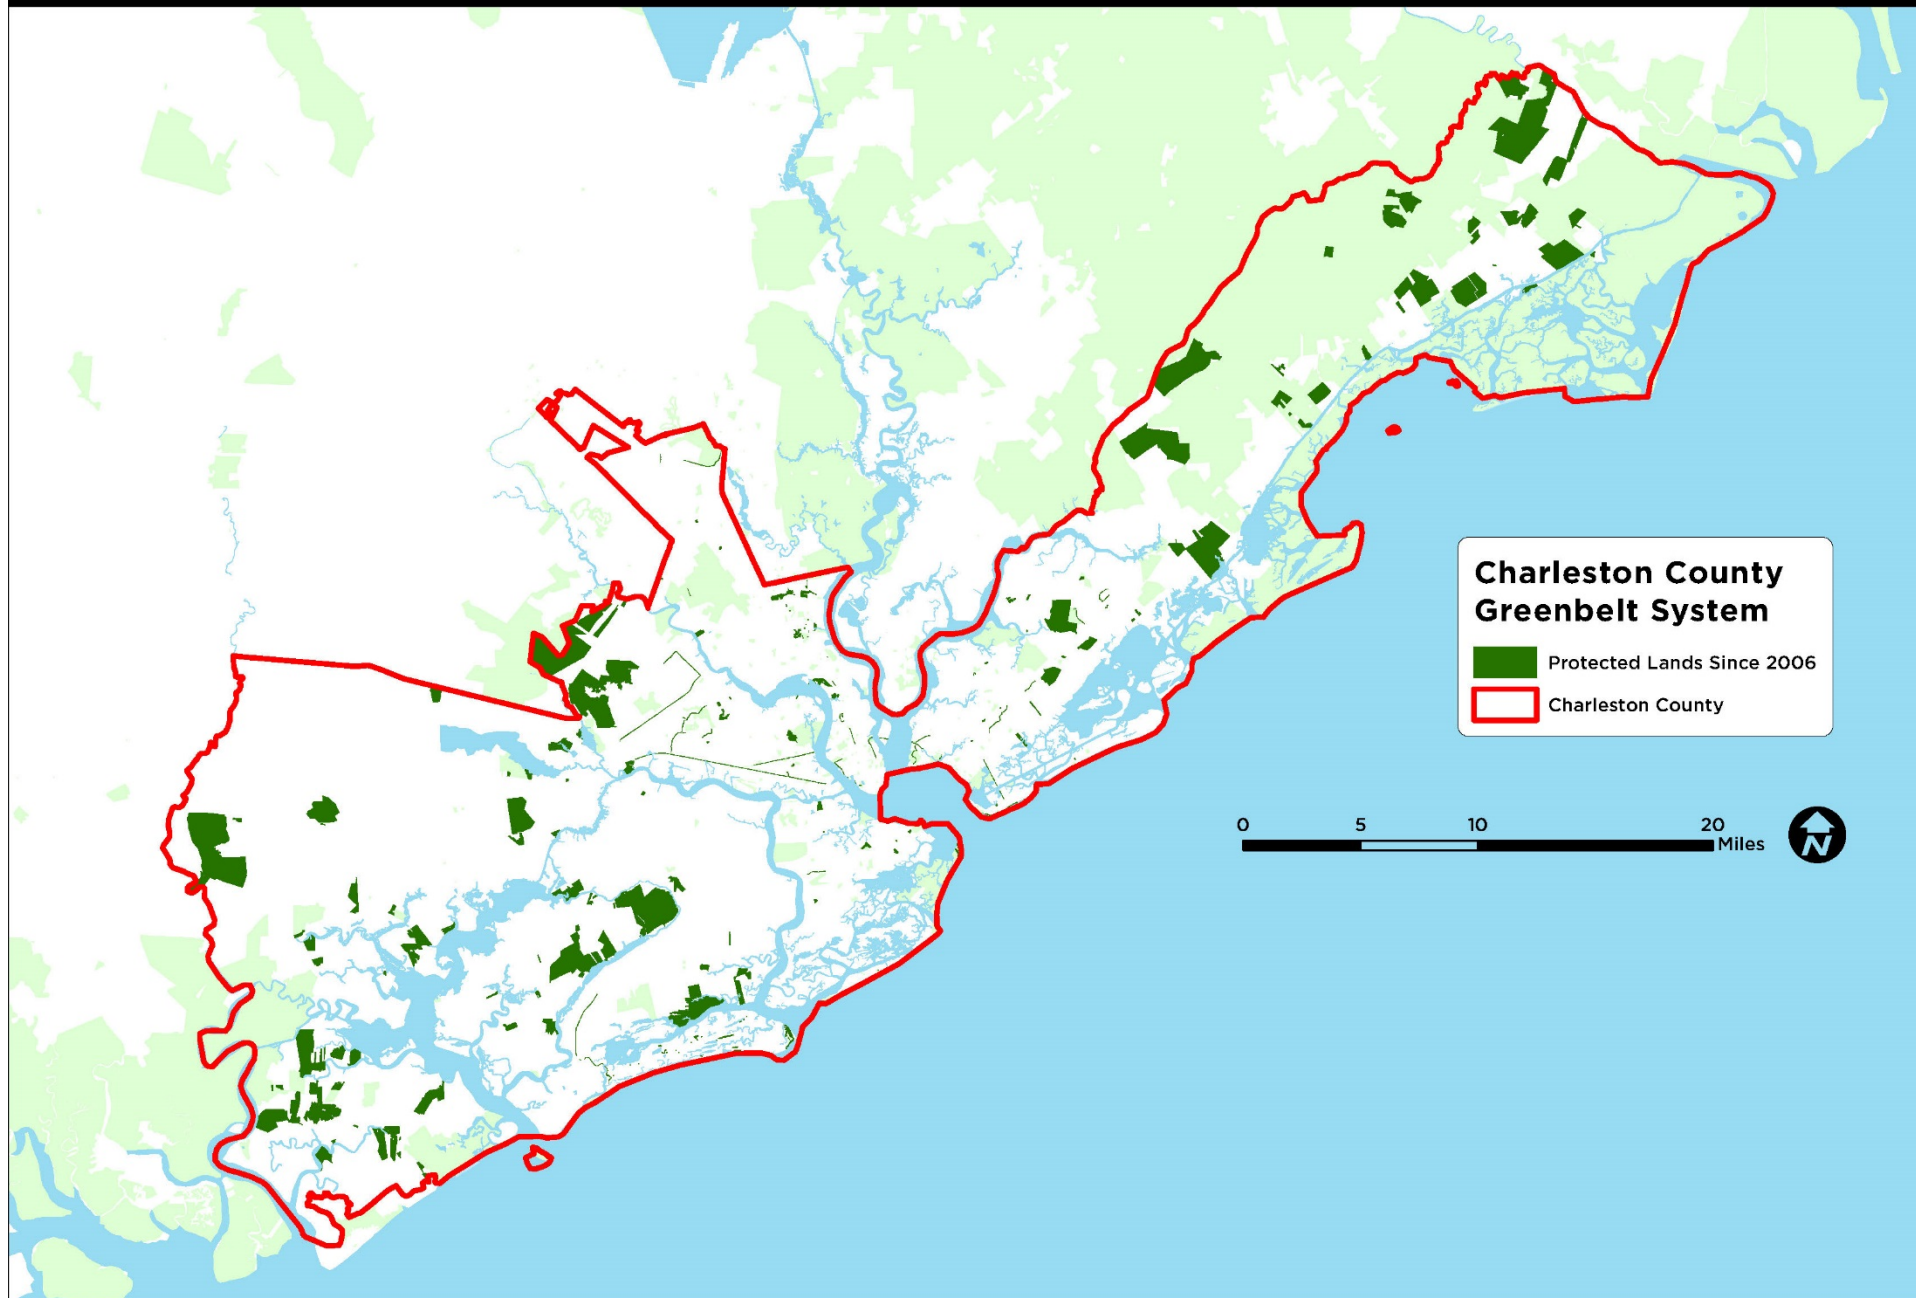 Charleston County
Greenbelt System
Protected Lands Since 2006
Charleston County
0 5 10 20
Miles
N